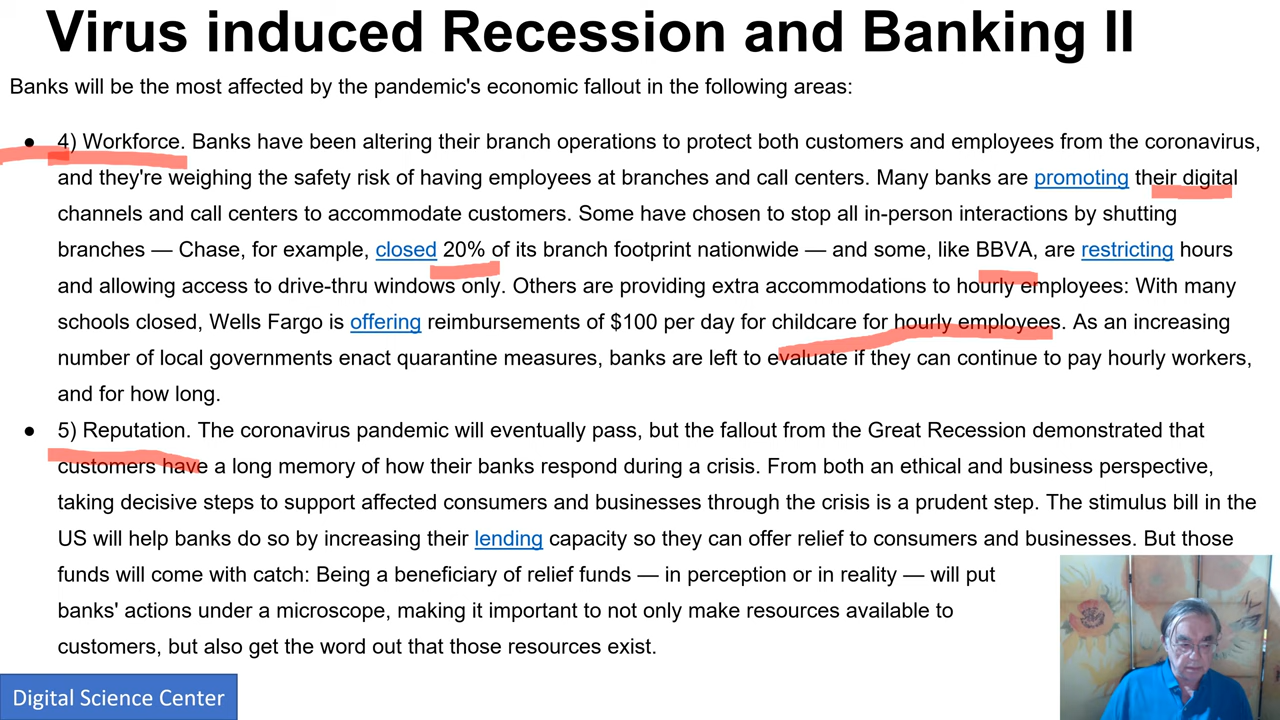 Virus induced Recession and Banking II
Banks will be the most affected by the pandemic's economic fallout in the following areas:
● 4) Workforce. Banks have been altering their branch operations to protect both customers and employees from the coronavirus,
and they're weighing the safety risk of having employees at branches and call centers. Many banks are promoting their digital
channels and call centers to accommodate customers. Some have chosen to stop all in-person interactions by shutting
branches — Chase, for example, closed 20% of its branch footprint nationwide — and some, like BBVA, are restricting hours
and allowing access to drive-thru windows only. Others are providing extra accommodations to hourly employees: With many
schools closed, Wells Fargo is offering reimbursements of $100 per day for childcare for hourly employees. As an increasing
number of local governments enact quarantine measures, banks are left to evaluate if they can continue to pay hourly workers,
and for how long.
● 5) Reputation. The coronavirus pandemic will eventually pass, but the fallout from the Great Recession demonstrated that
customers have a long memory of how their banks respond during a crisis. From both an ethical and business perspective,
taking decisive steps to support affected consumers and businesses through the crisis is a prudent step. The stimulus bill in the
US will help banks do so by increasing their lending capacity so they can offer relief to consumers and businesses. But those
funds will come with catch: Being a beneficiary of relief funds — in perception or in reality — will put
banks' actions under a microscope, making it important to not only make resources available to
customers, but also get the word out that those resources exist.
Digital Science Center